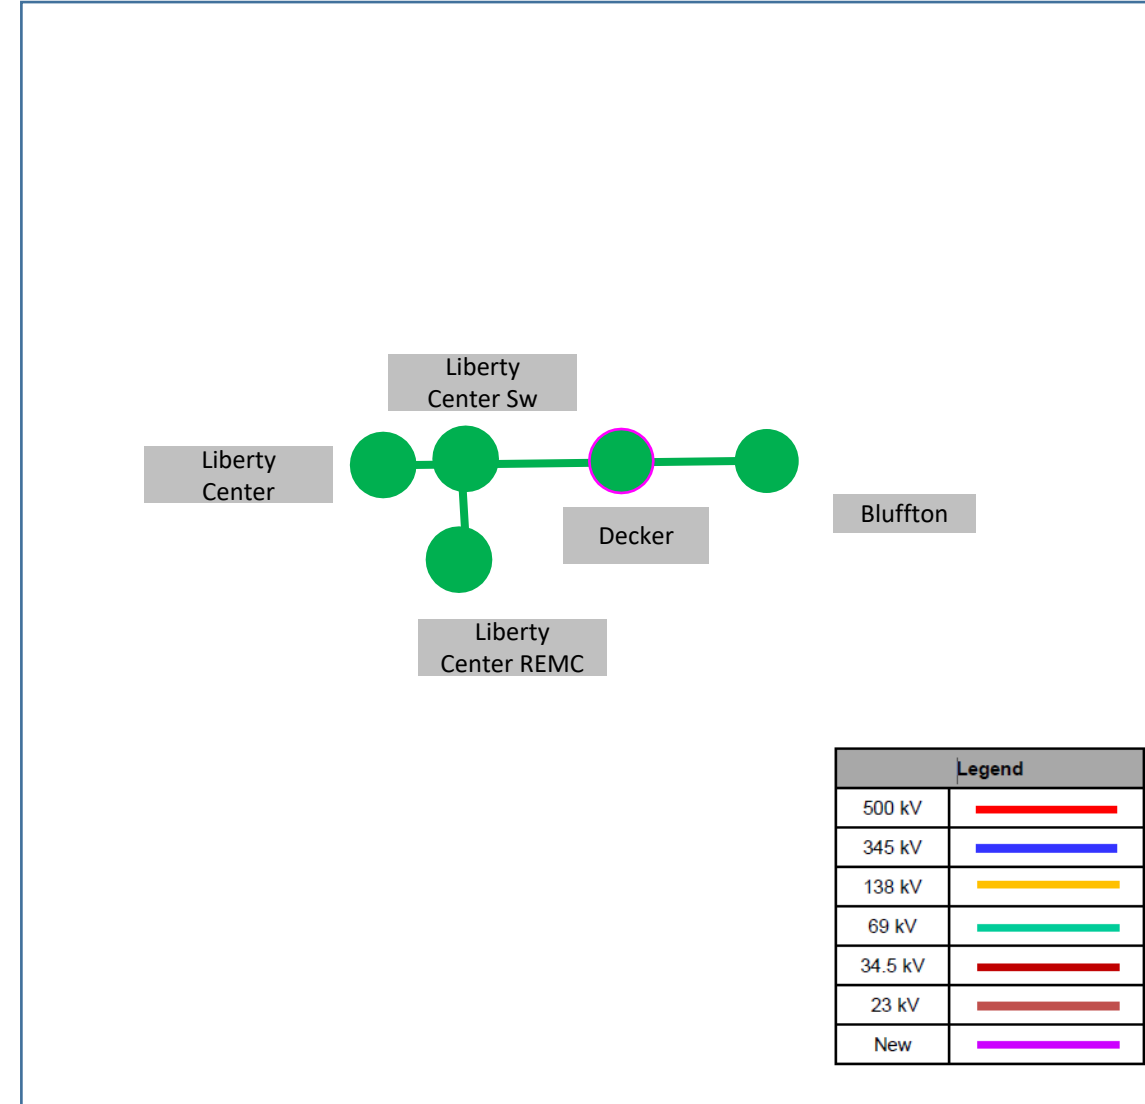 Liberty
Center Sw
Liberty
Center
Bluffton
Decker
Liberty
Center REMC
Legend
500 kV
345 kV
138 kV
69 kV
34.5 kV
23 kV
New